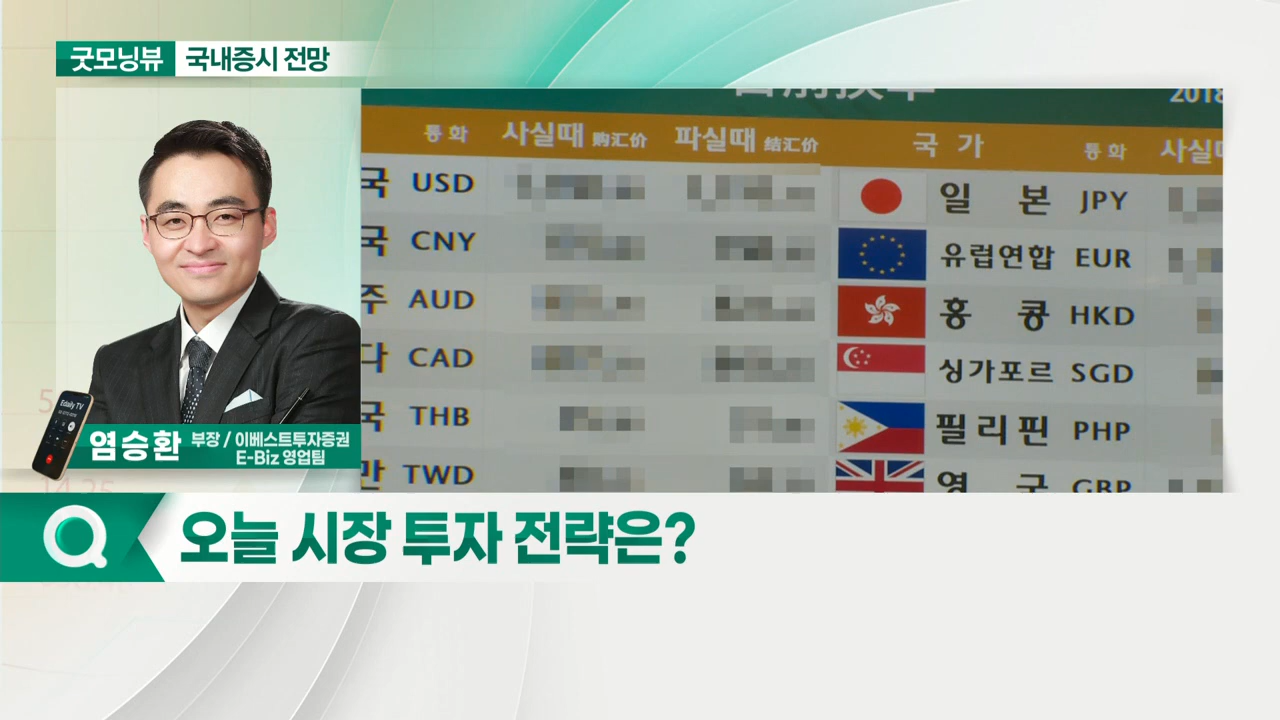 굿모닝뷰 국내증시 전망
2018
통화 사실때 购汇价 파실때 结汇价 국 가 통화 사실때
국 USD 일 본 JPY
국 CNY 유럽연합 EUR
주 AUD 홍 콩 HKD
다 CAD 싱가포르 SGD
국 THB 필리핀 PHP
만 TWD 영 국 GBP
Edaily TV
염승환 부장 / 이베스트투자증권
E-Biz 영업팀
Q 오늘 시장 투자 전략은?